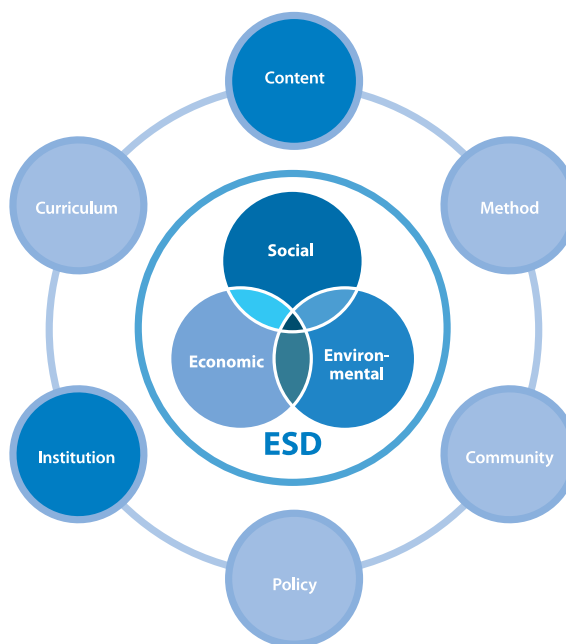 Content
Curriculum
Method
Social
Economic
Environ-
mental
ESD
Institution
Community
Policy